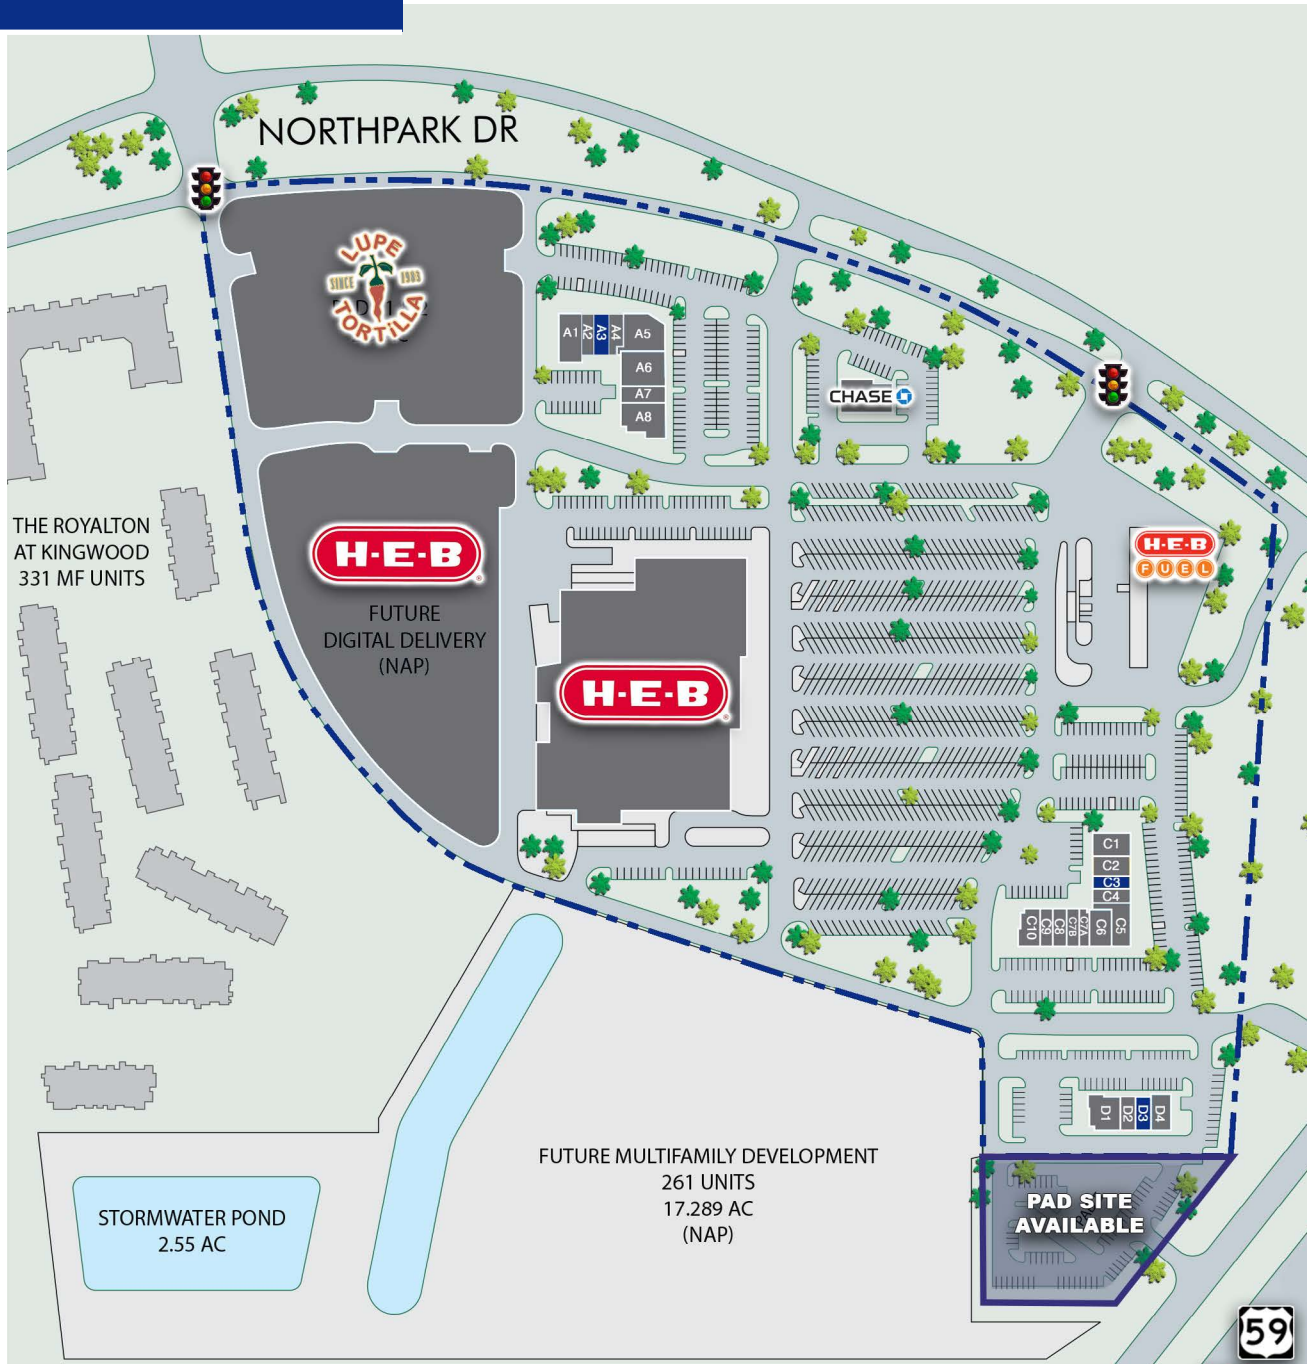 NORTHPARK DR
LUPE
SINCE 1983
TORTILLA
A1
A2
A3
A4
A5
A6
A7
A8
CHASE
THE ROYALTON
AT KINGWOOD
331 MF UNITS
H-E-B
FUTURE
DIGITAL DELIVERY
(NAP)
H-E-B
H-E-B
FUEL
C1
C2
C3
C4
C10
C9
C8
C7B
C7A
C6
C5
D1
D2
D3
D4
FUTURE MULTIFAMILY DEVELOPMENT
261 UNITS
17.289 AC
(NAP)
STORMWATER POND
2.55 AC
PAD SITE
AVAILABLE
59